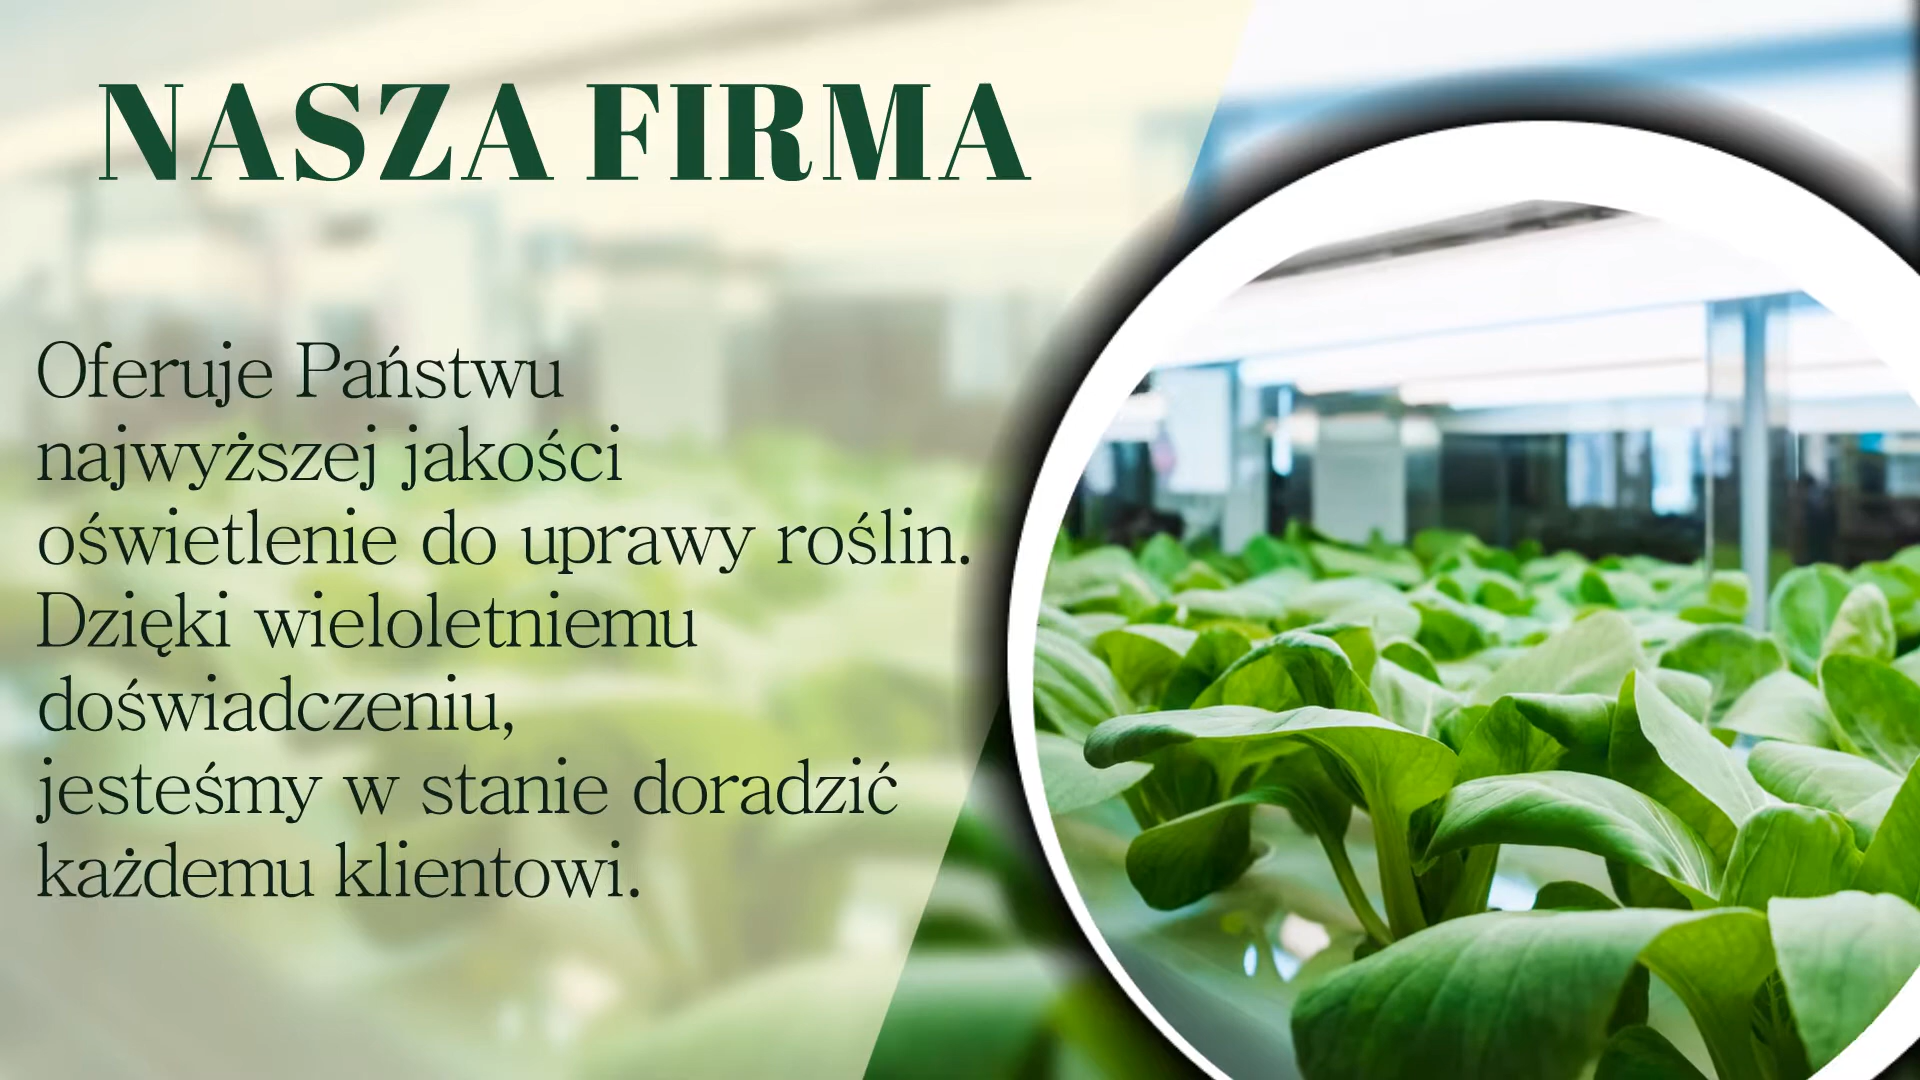 NASZA FIRMA
Oferuje Państwu
najwyższej jakości
oświetlenie do uprawy roślin.
Dzięki wieloletniemu
doświadczeniu,
jesteśmy w stanie doradzić
każdemu klientowi.